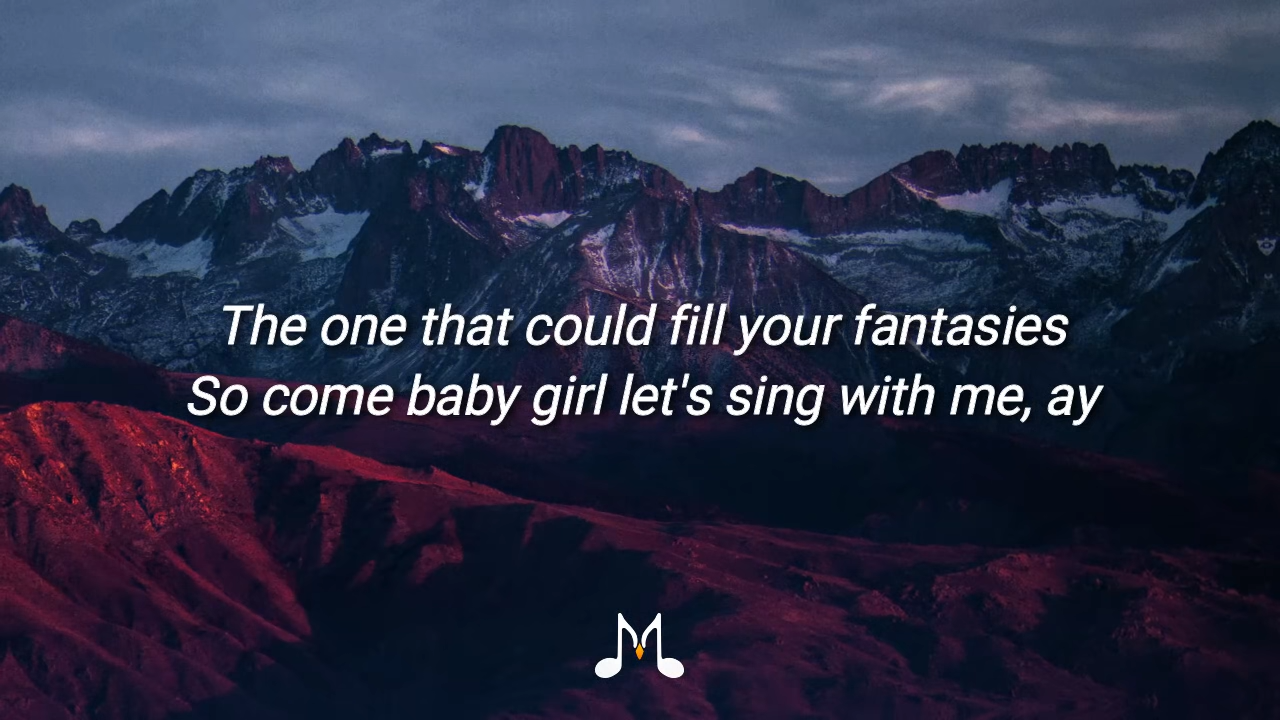 The one that could fill your fantasies
So come baby girl let's sing with me, ay